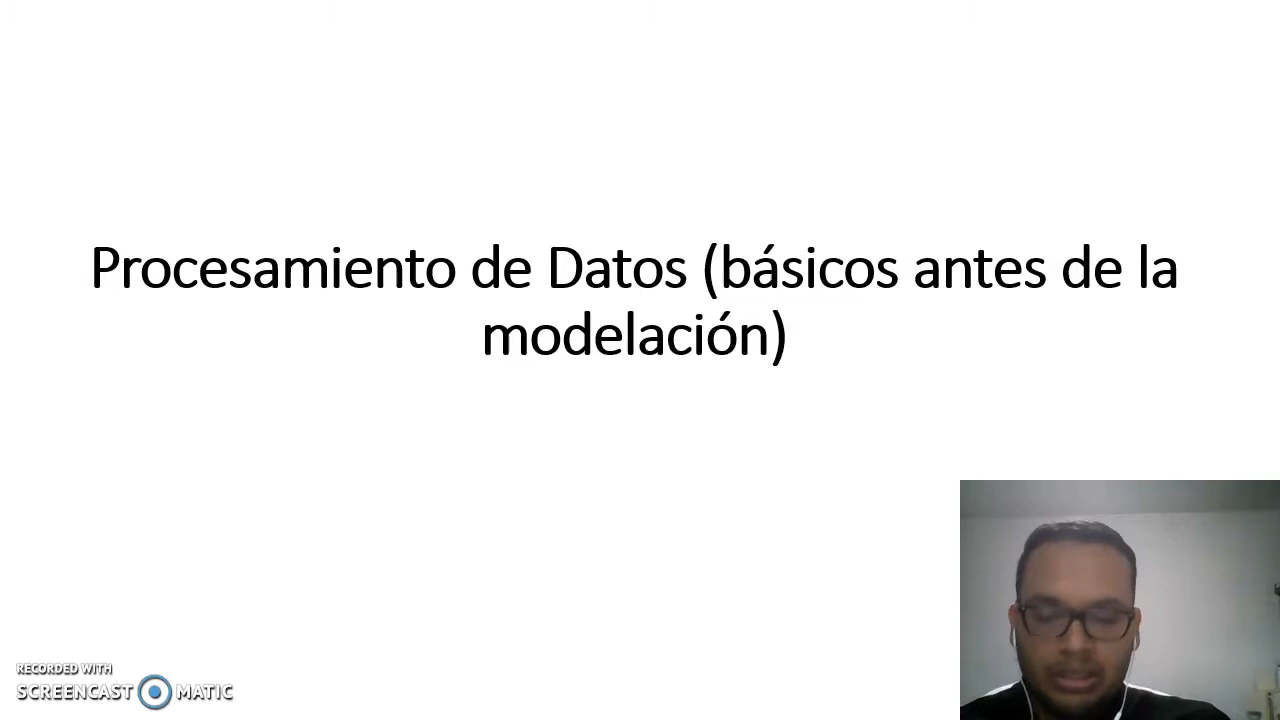 Procesamiento de Datos (básicos antes de la
modelación)
RECORDED WITH
SCREENCAST MATIC